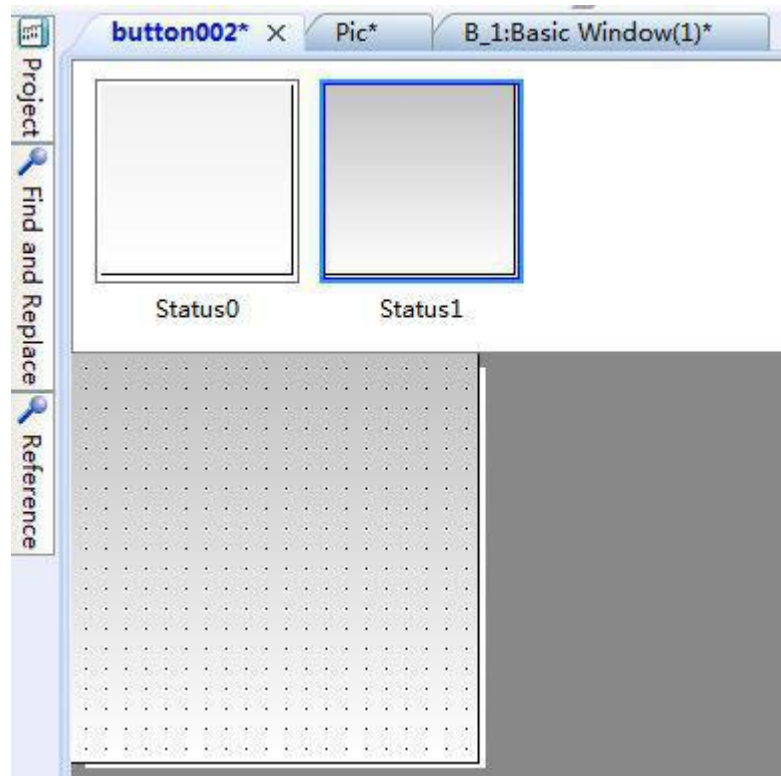 button002*
Pic*
B_1:Basic Window(1)*
Project
Find and Replace
Reference
Status0
Status1